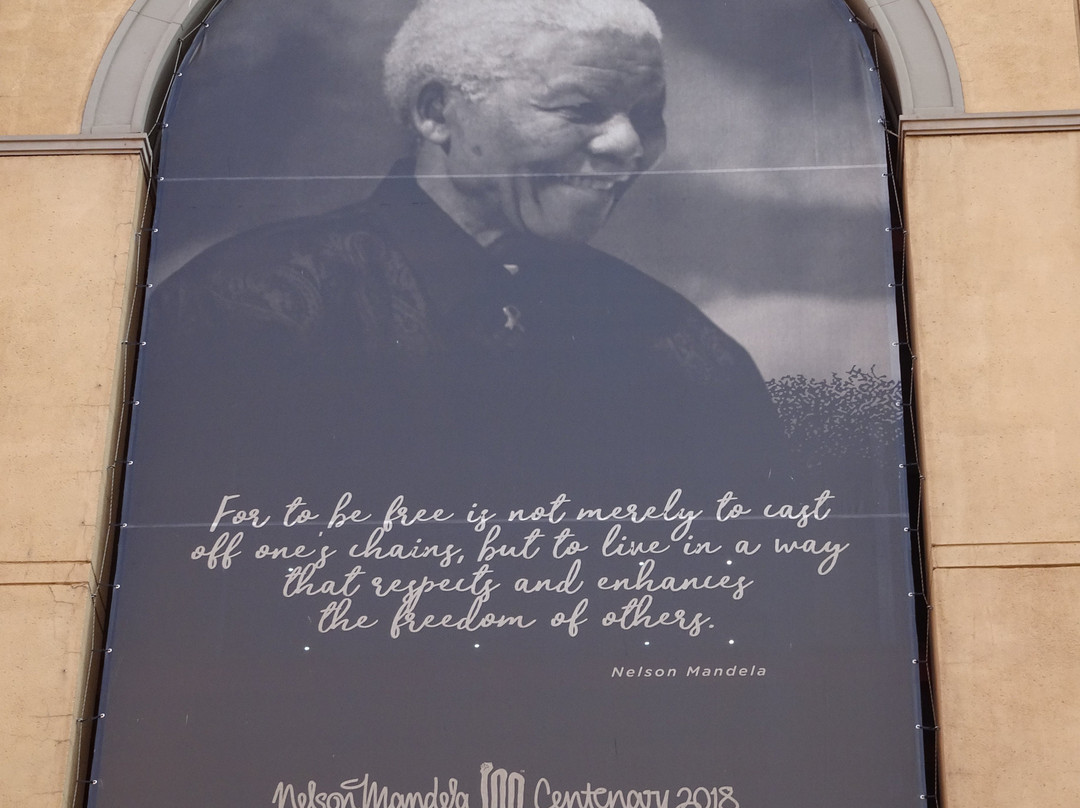 For to be free is not merely to cast
off one's chains, but to live in a way
that respects and enhances
the freedom of others.
Nelson Mandela
Nelson Mandela 100 Centenary 2018